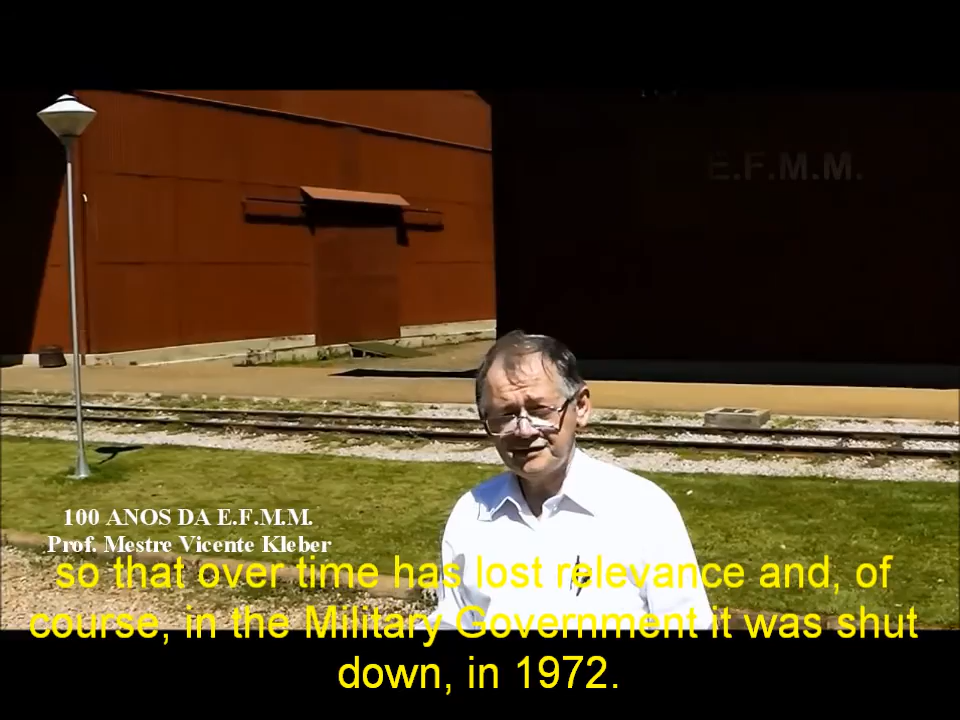 E.F.M.M.
100 ANOS DA E.F.M.M.
Prof. Mestre Vicente Kleber
so that over time has lost relevance and, of
course, in the Military Government it was shut
down, in 1972.